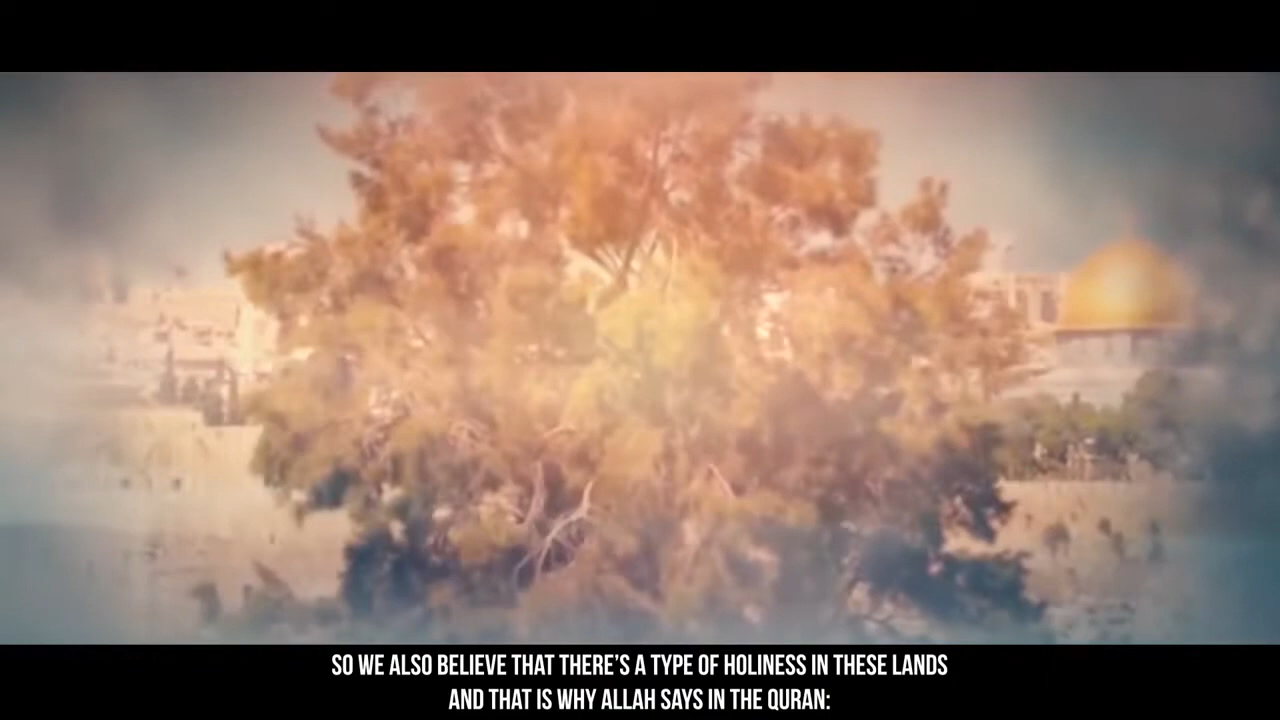 SO WE ALSO BELIEVE THAT THERE'S A TYPE OF HOLINESS IN THESE LANDS
AND THAT IS WHY ALLAH SAYS IN THE QURAN: